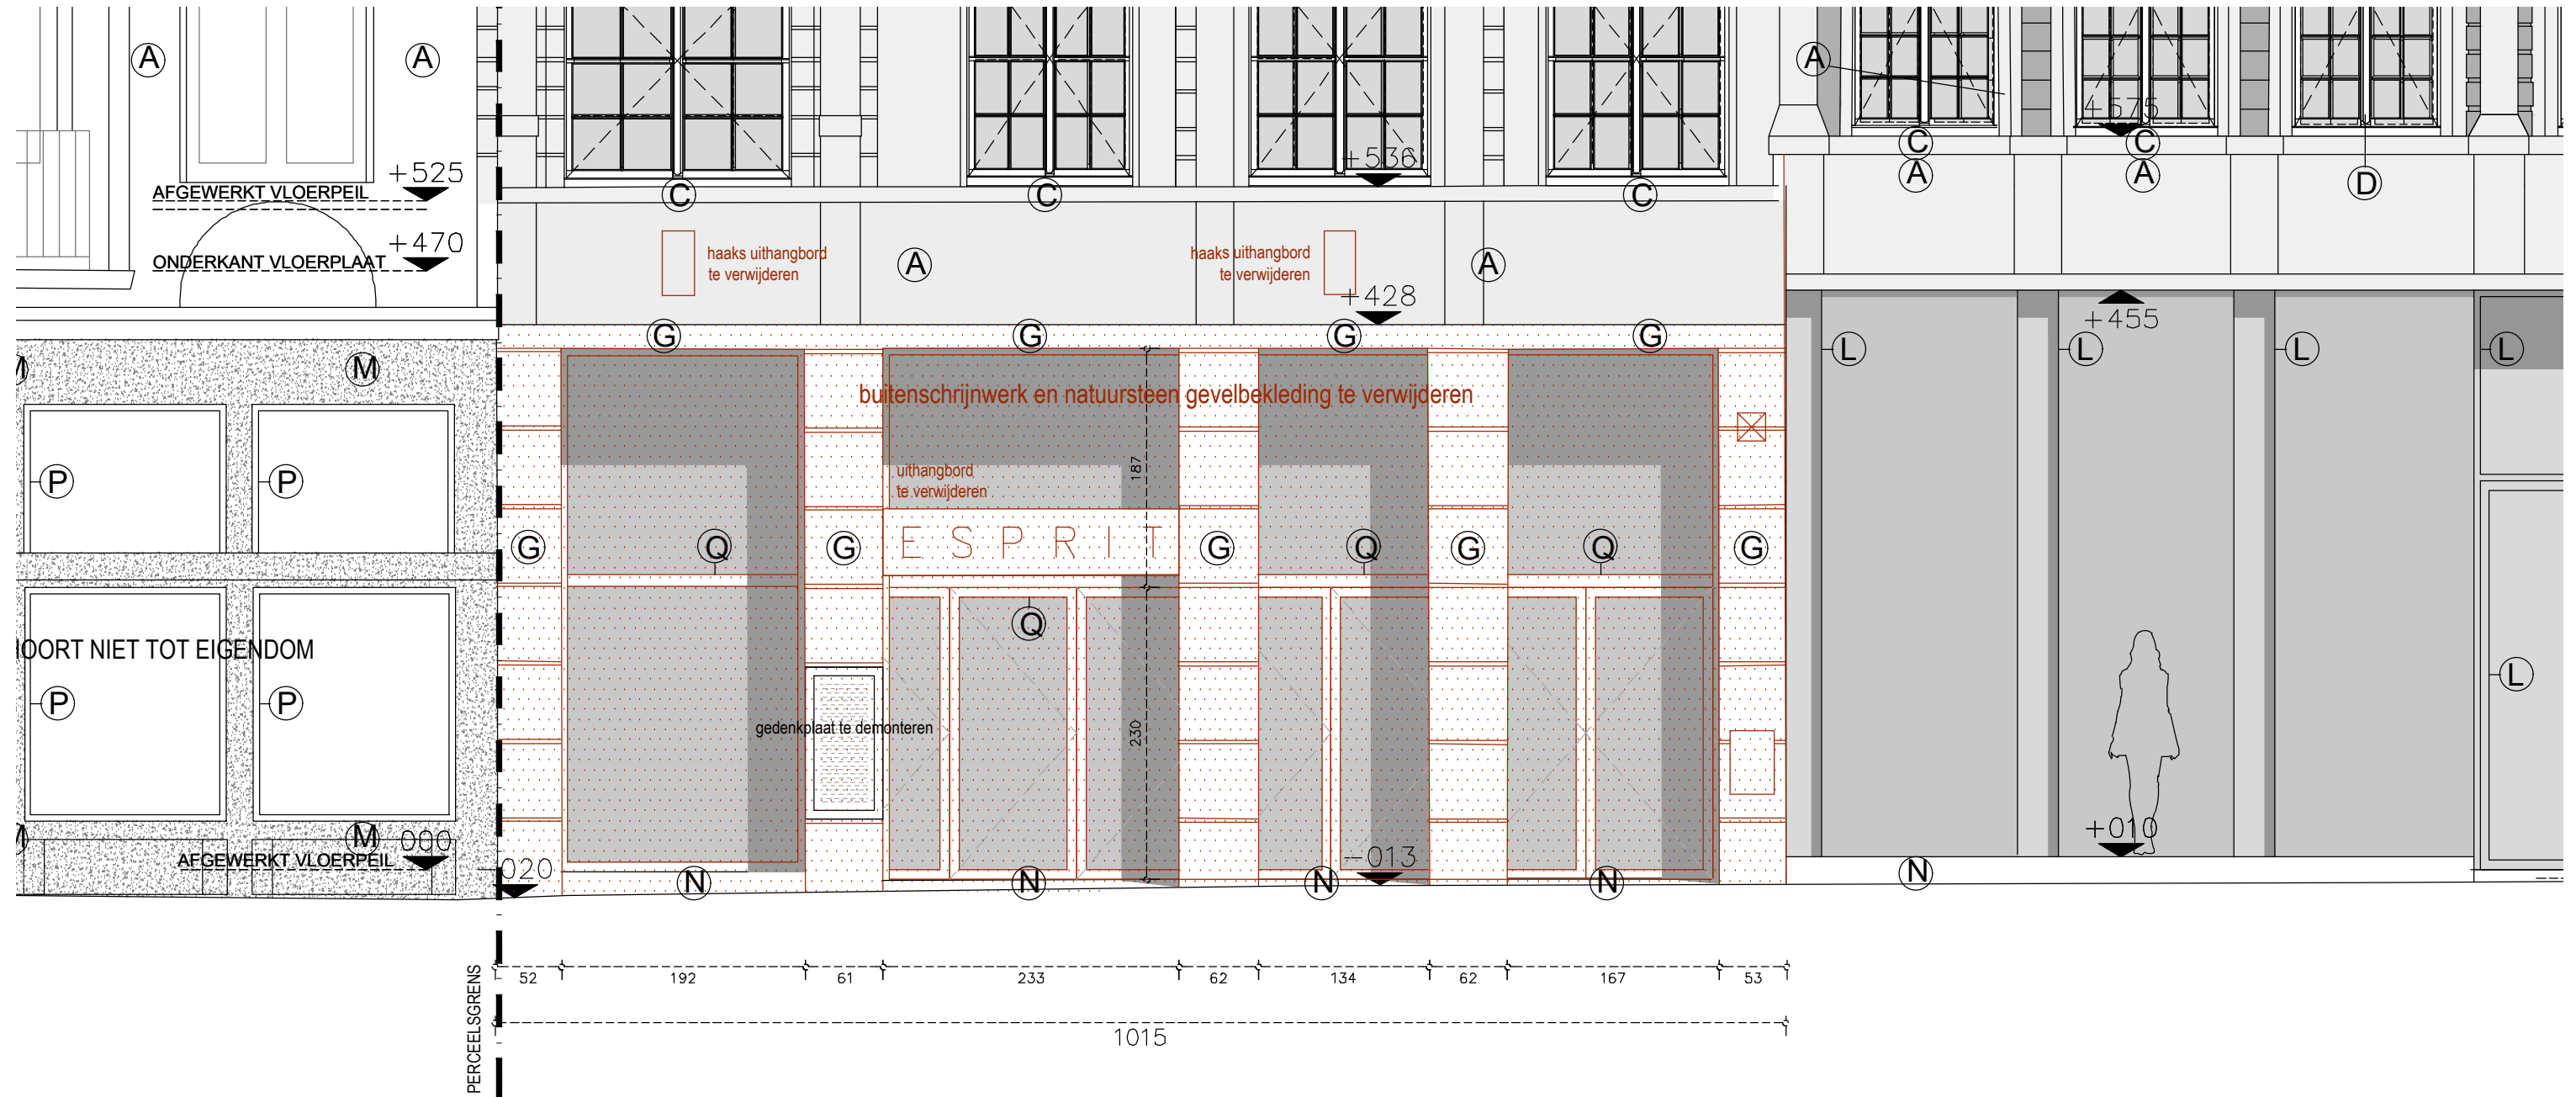 A
A
A
+575
+525
AFGEWERKT VLOERPEIL
+536
C
C
C
C
C
A
A
D
+470
ONDERKANT VLOERPLAAT
haaks uithangbord
te verwijderen
A
haaks uithangbord
te verwijderen
A
+428
+455
G
G
G
G
L
L
L
L
M
M
buitenschrijnwerk en natuursteen gevelbekleding te verwijderen
187
uithangbord
te verwijderen
P
P
G
Q
G
E S P R I T
G
Q
G
Q
G
Q
OORT NIET TOT EIGENDOM
L
P
P
gedenkplaat te demonteren
230
M
M
000
AFGEWERKT VLOERPEIL
+010
020
-013
N
N
N
N
N
PERCEELSGRENS
52
192
61
233
62
134
62
167
53
1015